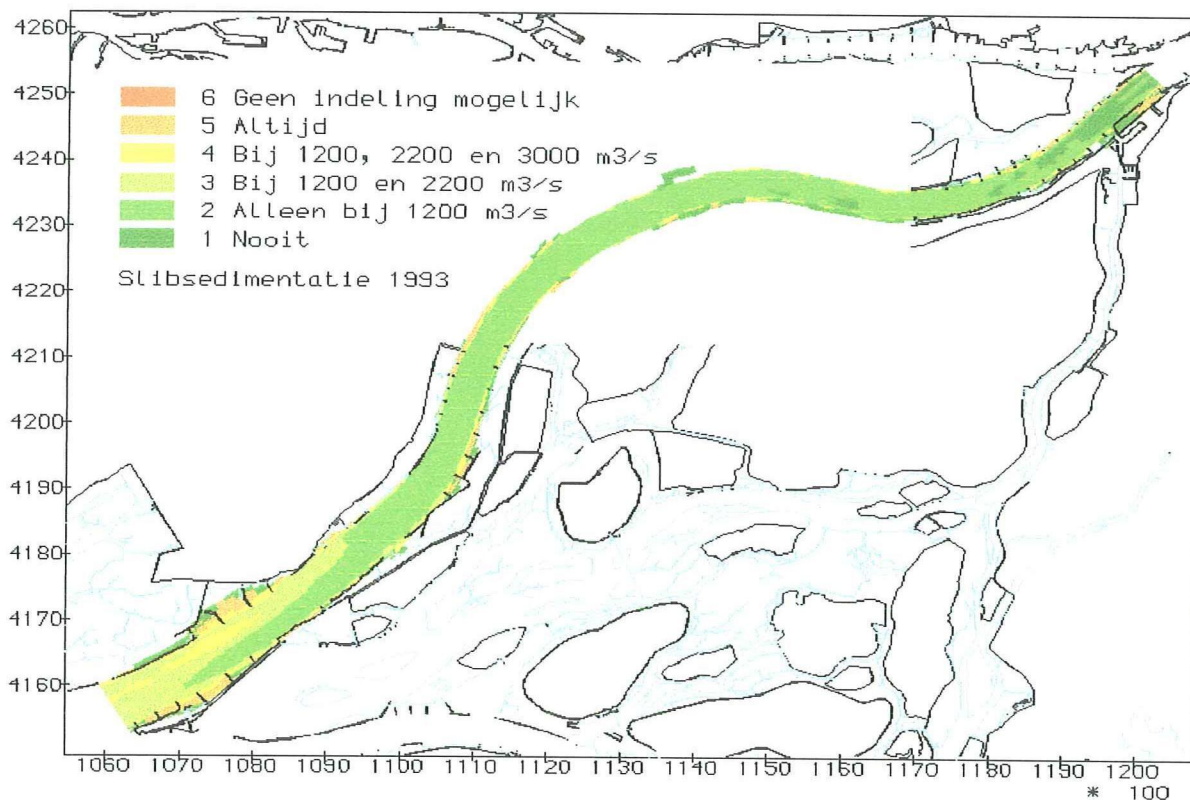 4260
4250
4240
4230
4220
4210
4200
4190
4180
4170
4160
6 Geen indeling mogelijk
5 Altijd
4 Bij 1200, 2200 en 3000 m3/s
3 Bij 1200 en 2200 m3/s
2 Alleen bij 1200 m3/s
1 Nooit
Slibsedimentatie 1993
1060 1070 1080 1090 1100 1110 1120 1130 1140 1150 1160 1170 1180 1190 1200
* 100